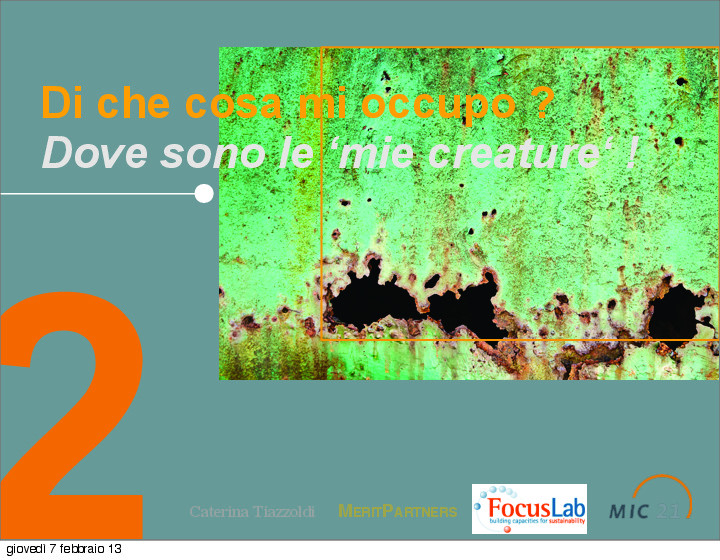 Di che cosa mi occupo ?
Dove sono le ‘mie creature‘ !
2
Caterina Tiazzoldi
MERITPARTNERS
FocusLab
building capacities for sustainability
MIC 21
giovedì 7 febbraio 13